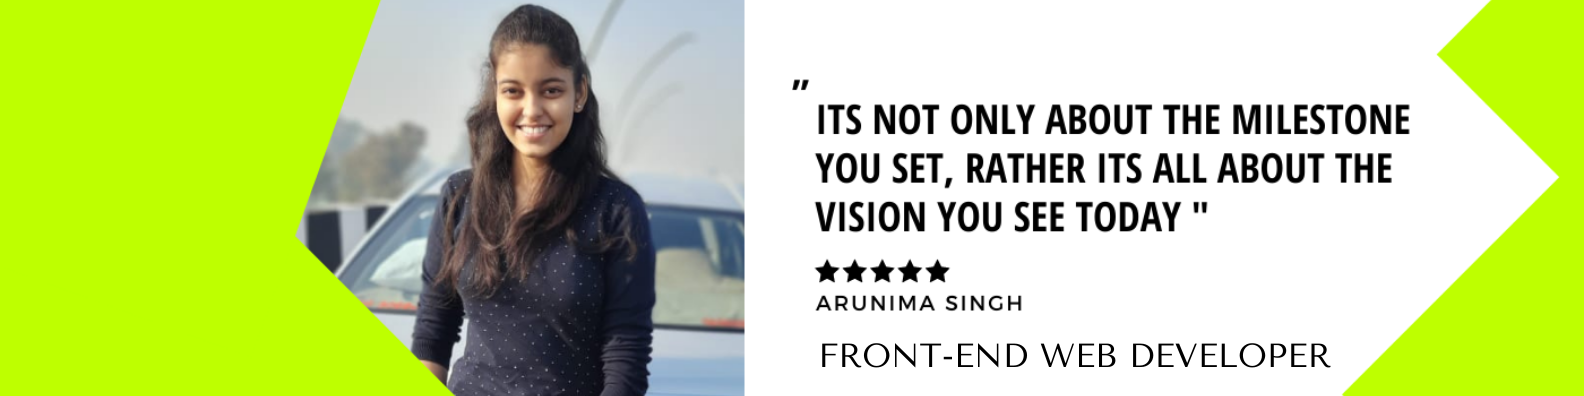 "
ITS NOT ONLY ABOUT THE MILESTONE
YOU SET, RATHER ITS ALL ABOUT THE
VISION YOU SEE TODAY "
ARUNIMA SINGH
FRONT-END WEB DEVELOPER